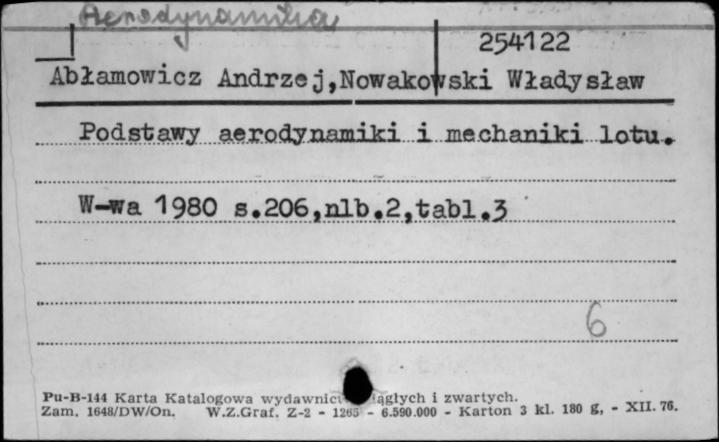 Aerodynamika
254122
Abłamowicz Andrzej,Nowakowski Władysław
Podstawy aerodynamiki i mechaniki lotu.
W-wa 1980 s.206,nlb.2,tabl.3
6
Pu-B-144 Karta Katalogowa wydawnic iągłych i zwartych.
Zam. 1648/DW/On. W.Z.Graf. Z-2 - 1265 - 6.590.000 - Karton 3 kl. 180 g, - XII. 76.